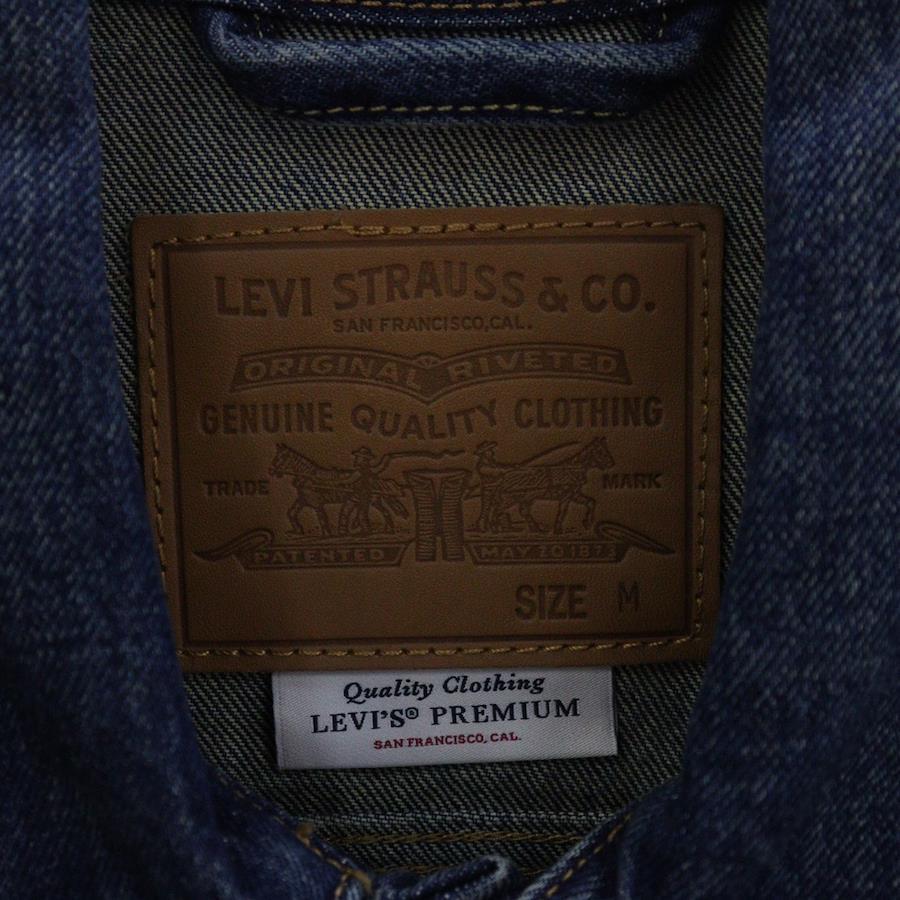 LEVI STRAUSS & CO.
SAN FRANCISCO, CAL.
ORIGINAL RIVETED
GENUINE QUALITY CLOTHING
TRADE MARK
PATENTED MAY 20 1873
SIZE M
Quality Clothing
LEVI'S® PREMIUM
SAN FRANCISCO, CAL.